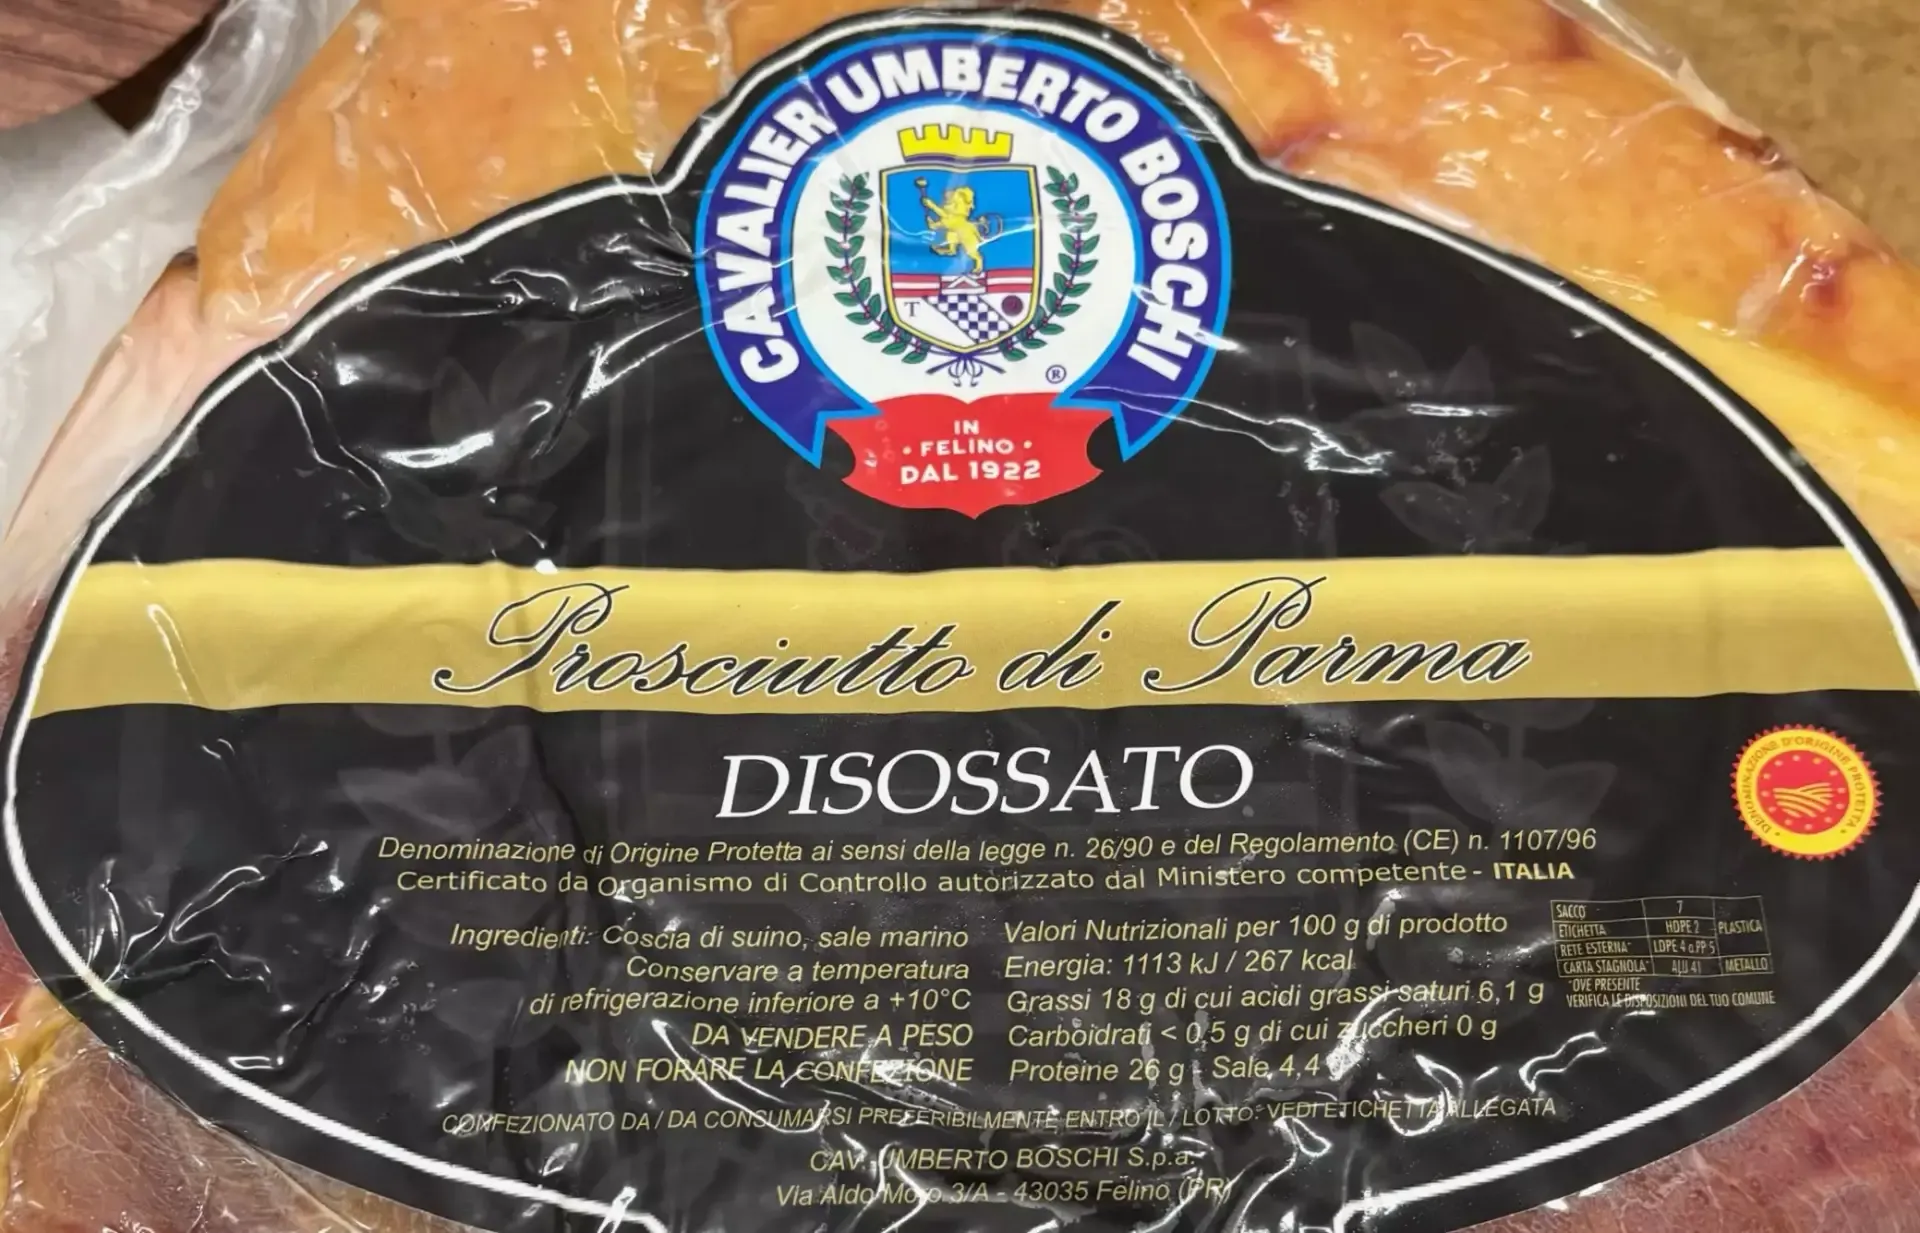 CAVALIER UMBERTO BOSCHI
T
®
IN
• FELINO •
DAL 1922
Prosciutto di Parma
DISOSSATO
DENOMINAZIONE D'ORIGINE PROTETTA
Denominazione di Origine Protetta ai sensi della legge n. 26/90 e del Regolamento (CE) n. 1107/96
Certificato da Organismo di Controllo autorizzato dal Ministero competente - ITALIA
Ingredienti: Coscia di suino, sale marino
Conservare a temperatura
di refrigerazione inferiore a +10°C
DA VENDERE A PESO
NON FORARE LA CONFEZIONE
Valori Nutrizionali per 100 g di prodotto
Energia: 1113 kJ / 267 kcal
Grassi 18 g di cui acidi grassi saturi 6,1 g
Carboidrati < 0,5 g di cui zuccheri 0 g
Proteine 26 g - Sale 4,4
SACCO 7
ETICHETTA HDPE 2 PLASTICA
RETE ESTERNA* LDPE 4 o PP 5
CARTA STAGNOLA* ALU 41 METALLO
*OVE PRESENTE
VERIFICA LE DISPOSIZIONI DEL TUO COMUNE
CONFEZIONATO DA / DA CONSUMARSI PREFERIBILMENTE ENTRO IL / LOTTO: VEDI ETICHETTA ALLEGATA
CAV. UMBERTO BOSCHI S.p.a.
Via Aldo Moro 3/A - 43035 Felino (PR)